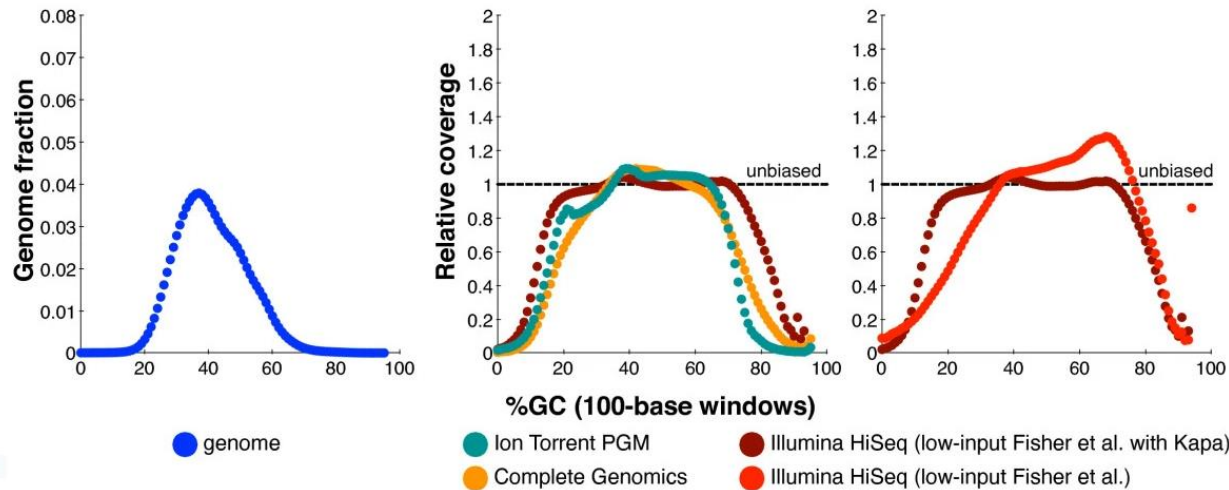 Genome fraction
0.08
0.07
0.06
0.05
0.04
0.03
0.02
0.01
0
0 20 40 60 80 100
Relative coverage
2
1.8
1.6
1.4
1.2
1
0.8
0.6
0.4
0.2
0
unbiased
0 20 40 60 80 100
2
1.8
1.6
1.4
1.2
1
0.8
0.6
0.4
0.2
0
unbiased
0 20 40 60 80 100
%GC (100-base windows)
genome
Ion Torrent PGM
Complete Genomics
Illumina HiSeq (low-input Fisher et al. with Kapa)
Illumina HiSeq (low-input Fisher et al.)